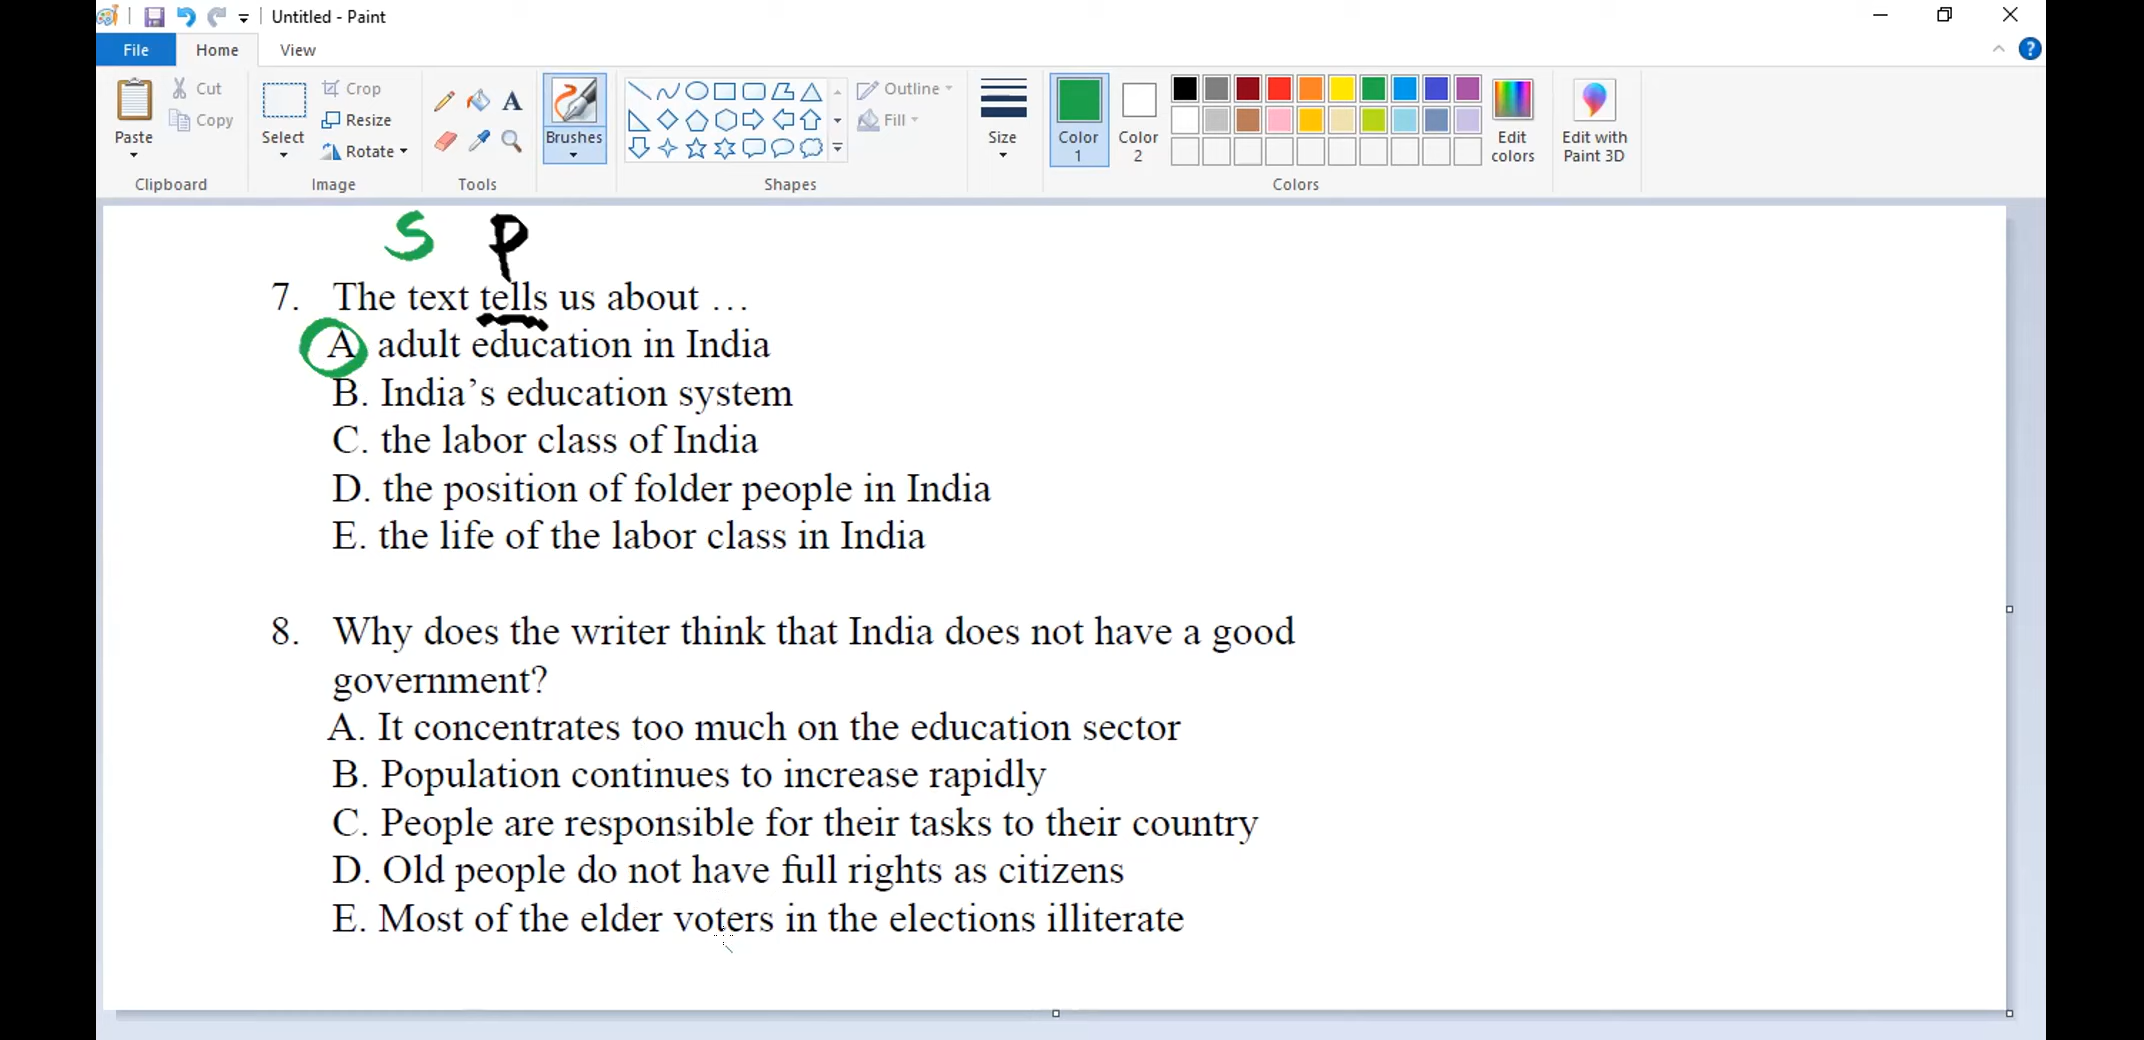 Untitled - Paint
File Home View
Paste
Cut
Copy
Clipboard
Select
Crop
Resize
Rotate
Image
Tools
Brushes
Shapes
Outline
Fill
Size
Color 1
Color 2
Colors
Edit colors
Edit with Paint 3D
S P
7. The text tells us about …
A adult education in India
B. India’s education system
C. the labor class of India
D. the position of folder people in India
E. the life of the labor class in India
8. Why does the writer think that India does not have a good
government?
A. It concentrates too much on the education sector
B. Population continues to increase rapidly
C. People are responsible for their tasks to their country
D. Old people do not have full rights as citizens
E. Most of the elder voters in the elections illiterate